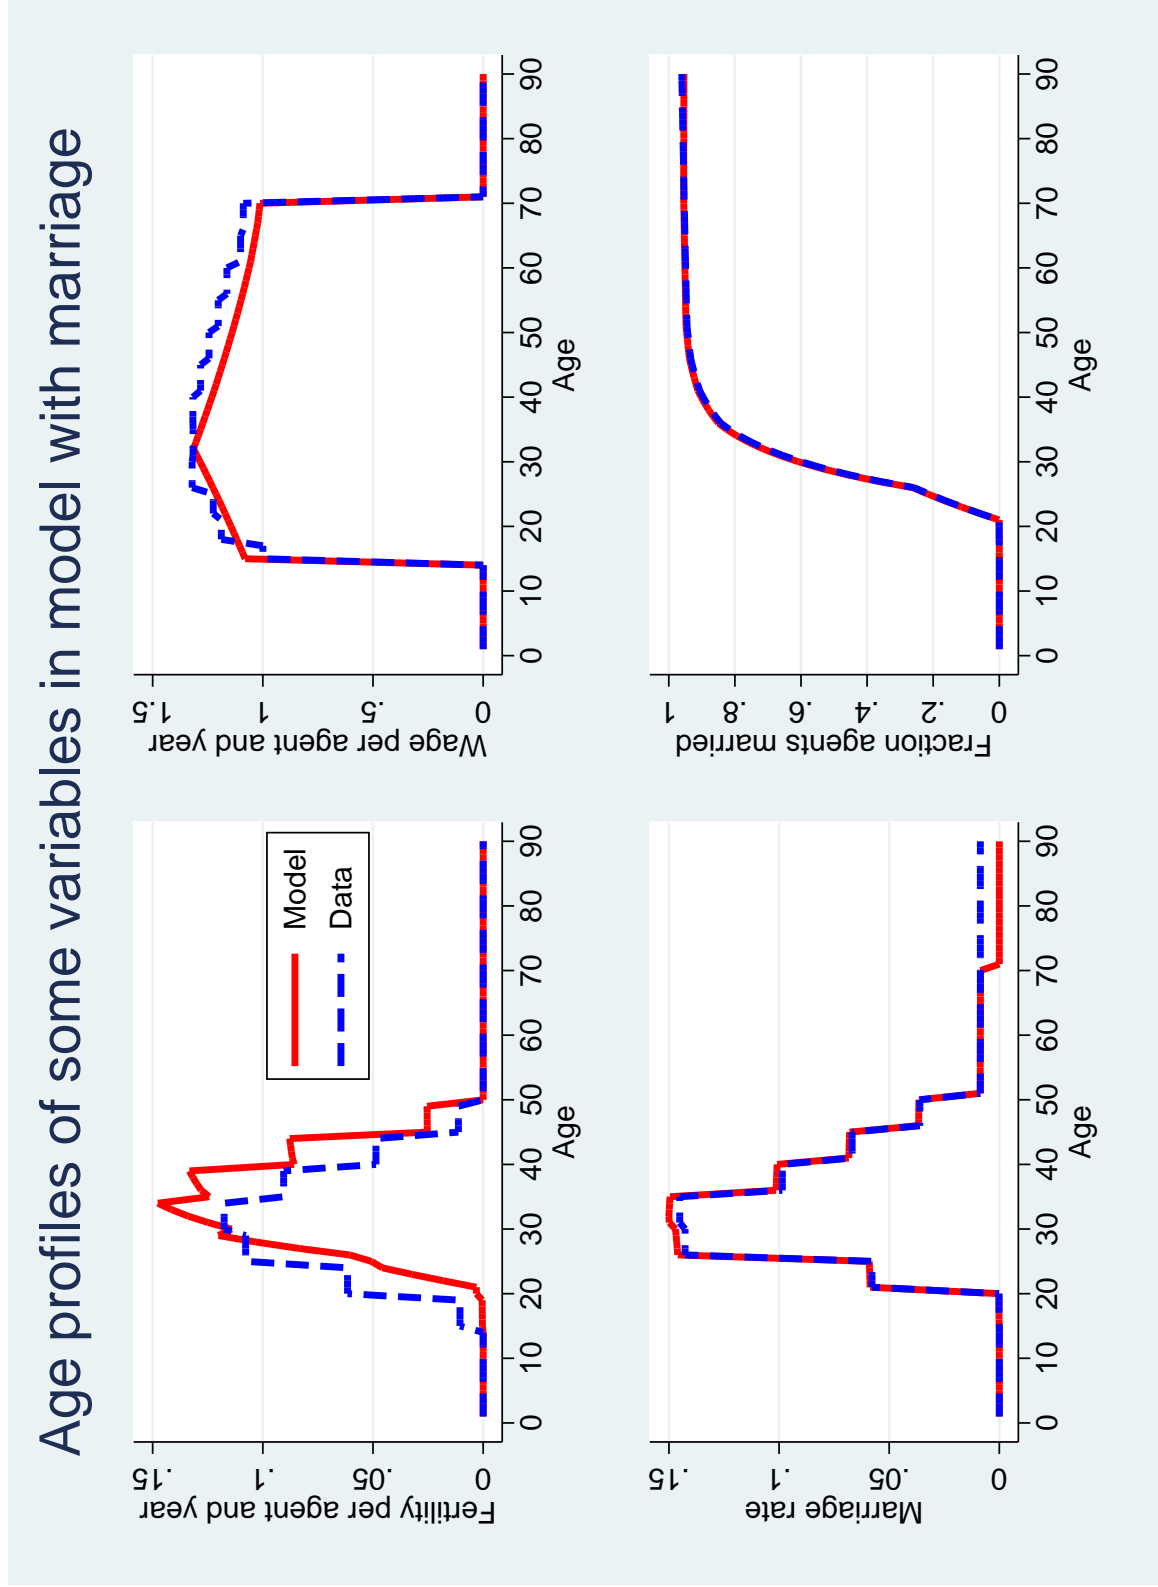 Age profiles of some variables in model with marriage
Fertility per agent and year
0
.05
.1
.15
0 10 20 30 40 50 60 70 80 90
Age
Model
Data
Wage per agent and year
0
.5
1
1.5
0 10 20 30 40 50 60 70 80 90
Age
Marriage rate
0
.05
.1
.15
0 10 20 30 40 50 60 70 80 90
Age
Fraction agents married
0
.2
.4
.6
.8
1
0 10 20 30 40 50 60 70 80 90
Age